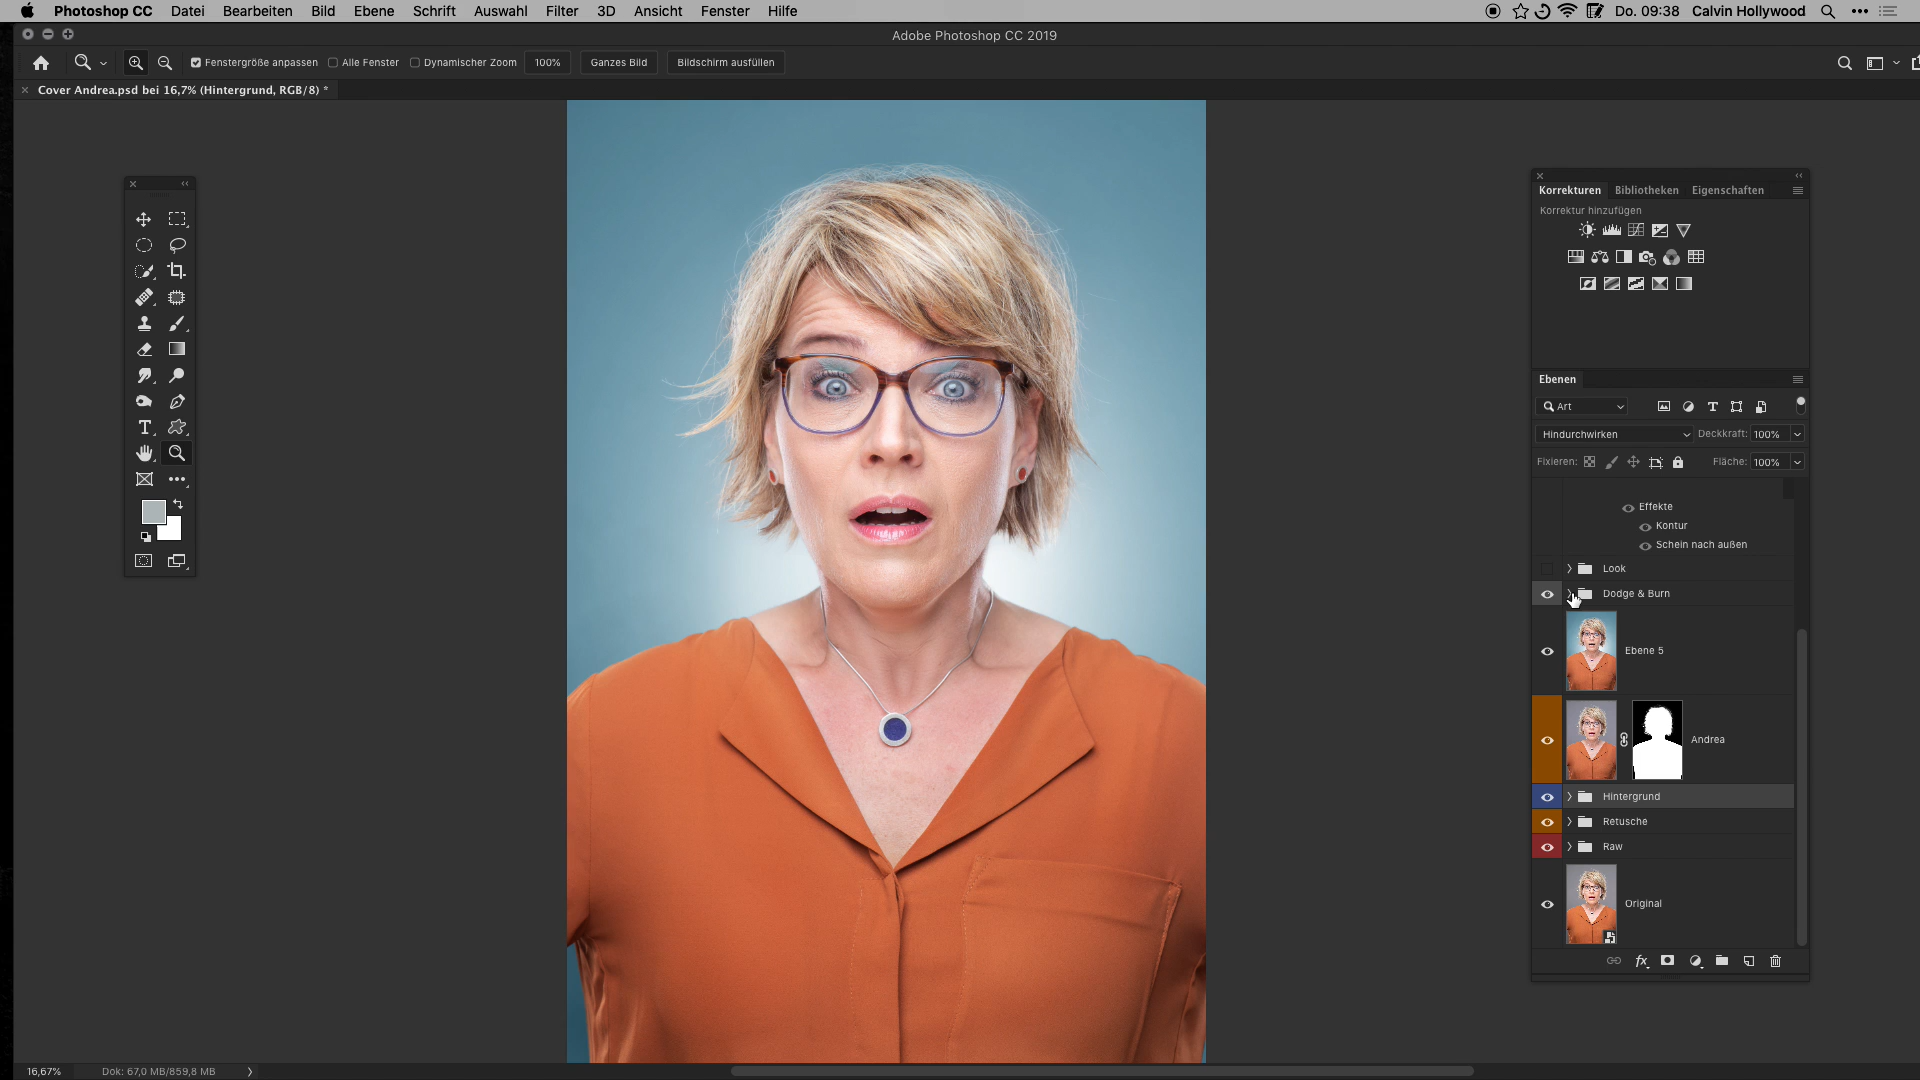 Photoshop CC Datei Bearbeiten Bild Ebene Schrift Auswahl Filter 3D Ansicht Fenster Hilfe Do. 09:38 Calvin Hollywood
Adobe Photoshop CC 2019
Fenstergröße anpassen Alle Fenster Dynamischer Zoom 100% Ganzes Bild Bildschirm ausfüllen
Cover Andrea.psd bei 16,7% (Hintergrund, RGB/8) *
Korrekturen Bibliotheken Eigenschaften
Korrektur hinzufügen
Ebenen
Art
Hindurchwirken Deckkraft: 100%
Fixieren: Fläche: 100%
Effekte
Kontur
Schein nach außen
Look
Dodge & Burn
Ebene 5
Andrea
Hintergrund
Retusche
Raw
Original
fx
16,67% Dok: 67,0 MB/859,8 MB